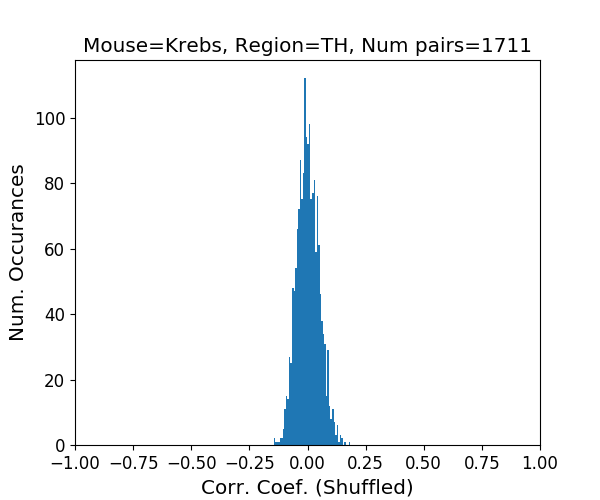 Mouse=Krebs, Region=TH, Num pairs=1711
100
80
60
40
20
0
Num. Occurances
−1.00 −0.75 −0.50 −0.25 0.00 0.25 0.50 0.75 1.00
Corr. Coef. (Shuffled)